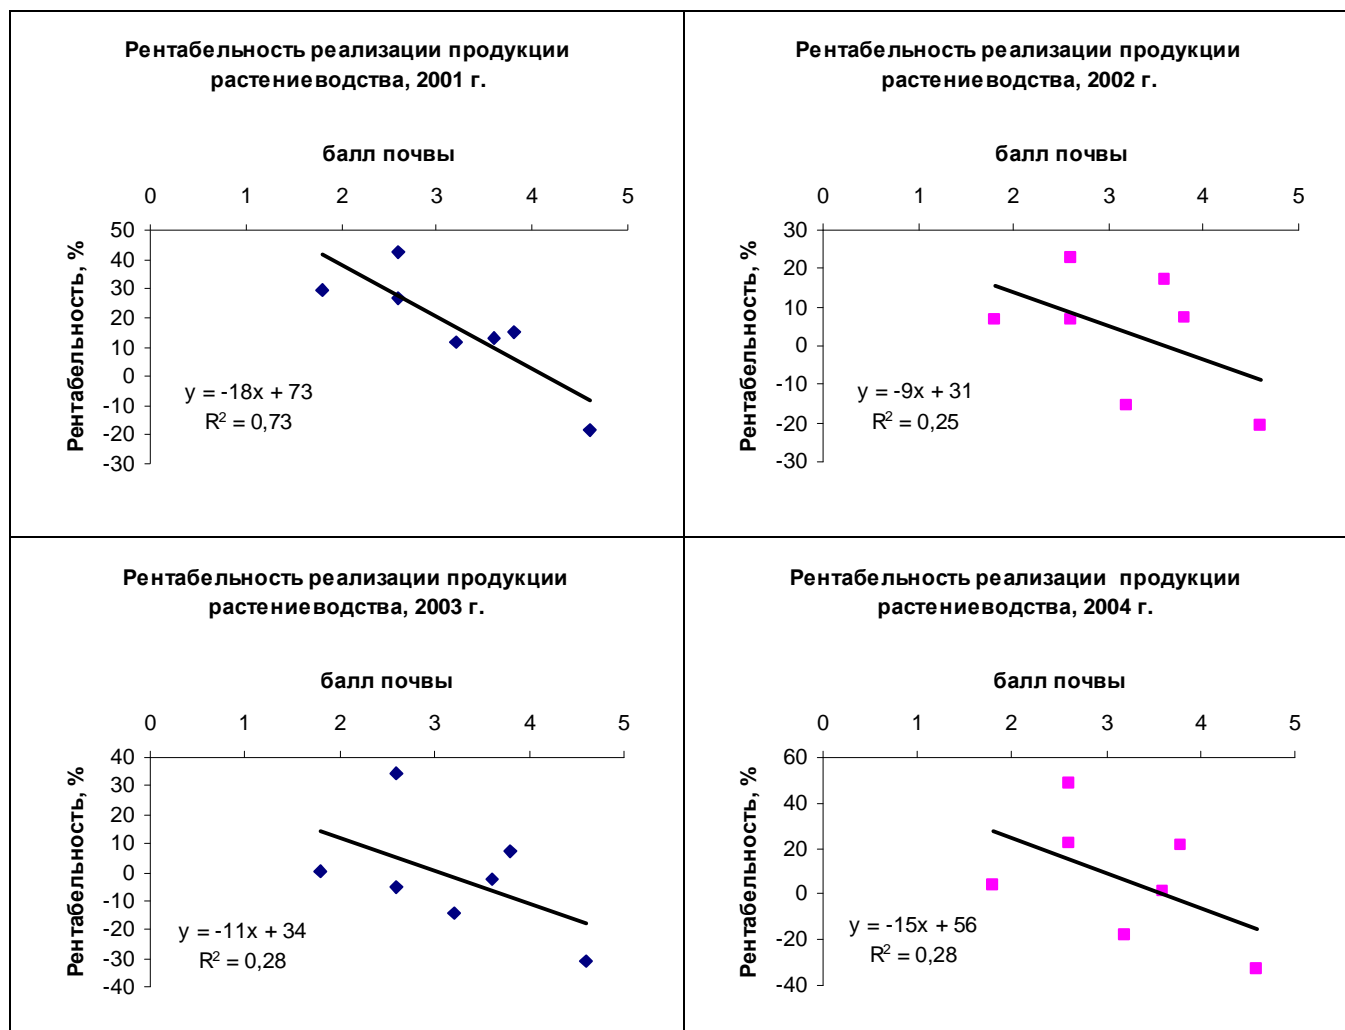 Рентабельность реализации продукции
растениеводства, 2001 г.
балл почвы
0 1 2 3 4 5
Рентабельность, %
50
40
30
20
10
0
-10
-20
-30
y = -18x + 73
R² = 0,73
Рентабельность реализации продукции
растениеводства, 2002 г.
балл почвы
0 1 2 3 4 5
Рентабельность, %
30
20
10
0
-10
-20
-30
y = -9x + 31
R² = 0,25
Рентабельность реализации продукции
растениеводства, 2003 г.
балл почвы
0 1 2 3 4 5
Рентабельность, %
40
30
20
10
0
-10
-20
-30
-40
y = -11x + 34
R² = 0,28
Рентабельность реализации продукции
растениеводства, 2004 г.
балл почвы
0 1 2 3 4 5
Рентабельность, %
60
40
20
0
-20
-40
y = -15x + 56
R² = 0,28